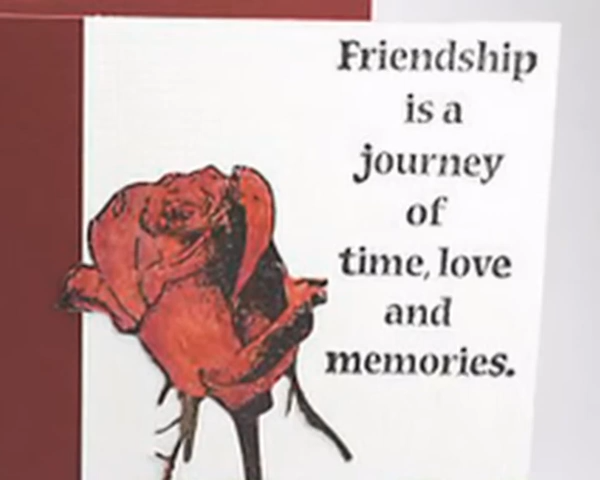 Friendship
is a
journey
of
time, love
and
memories.